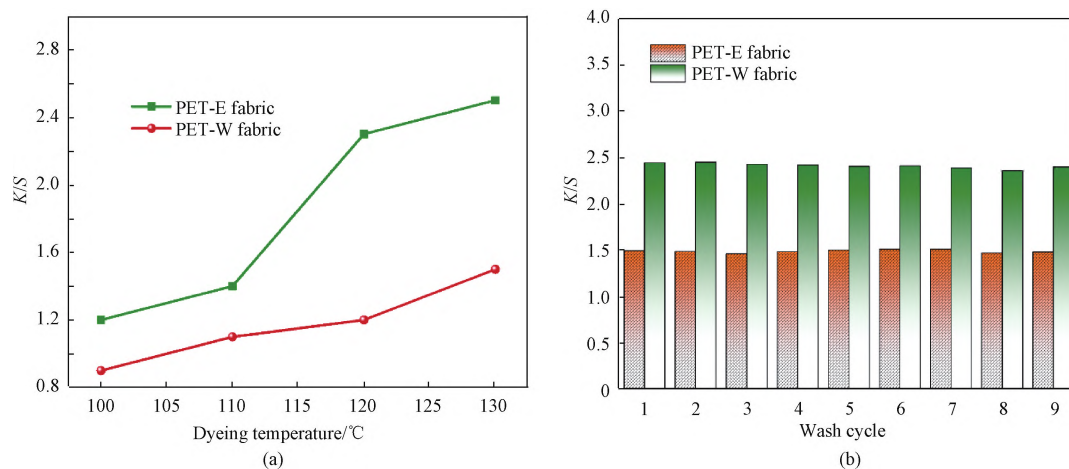 2.8
2.4
2.0
1.6
1.2
0.8
K/S
PET-E fabric
PET-W fabric
100 105 110 115 120 125 130
Dyeing temperature/℃
(a)
4.0
3.5
3.0
2.5
2.0
1.5
1.0
0.5
0
K/S
PET-E fabric
PET-W fabric
1 2 3 4 5 6 7 8 9
Wash cycle
(b)